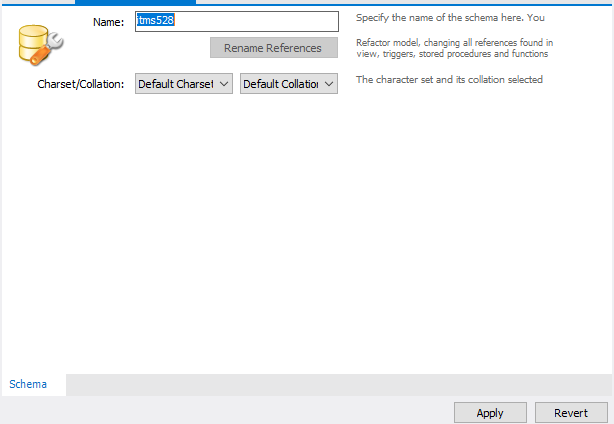 Name:
itms528
Specify the name of the schema here. You
Rename References
Refactor model, changing all references found in
view, triggers, stored procedures and functions
Charset/Collation:
Default Charset
Default Collation
The character set and its collation selected
Schema
Apply
Revert